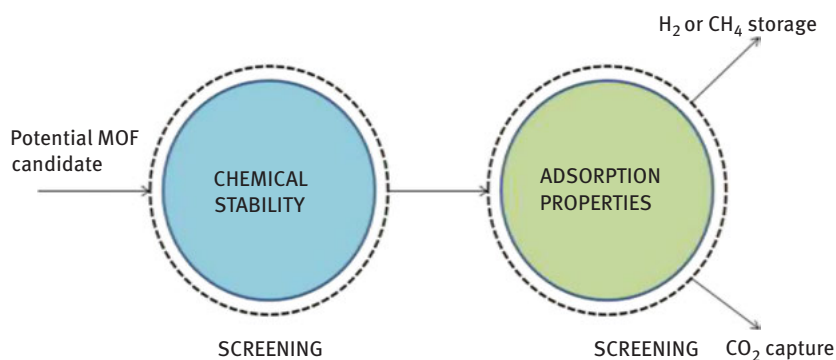 H₂ or CH₄ storage
Potential MOF
candidate
CHEMICAL
STABILITY
ADSORPTION
PROPERTIES
SCREENING
SCREENING
CO₂ capture